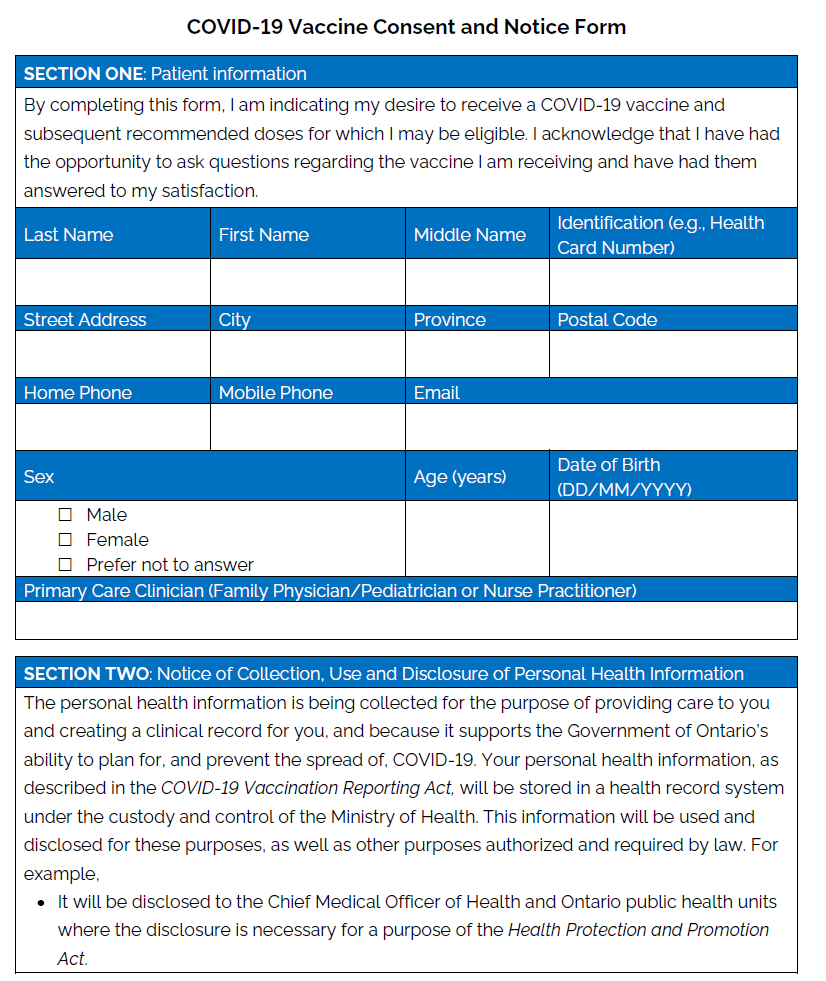 COVID-19 Vaccine Consent and Notice Form
SECTION ONE: Patient information
By completing this form, I am indicating my desire to receive a COVID-19 vaccine and
subsequent recommended doses for which I may be eligible. I acknowledge that I have had
the opportunity to ask questions regarding the vaccine I am receiving and have had them
answered to my satisfaction.
Last Name
First Name
Middle Name
Identification (e.g., Health
Card Number)
Street Address
City
Province
Postal Code
Home Phone
Mobile Phone
Email
Sex
Age (years)
Date of Birth
(DD/MM/YYYY)
☐ Male
☐ Female
☐ Prefer not to answer
Primary Care Clinician (Family Physician/Pediatrician or Nurse Practitioner)
SECTION TWO: Notice of Collection, Use and Disclosure of Personal Health Information
The personal health information is being collected for the purpose of providing care to you
and creating a clinical record for you, and because it supports the Government of Ontario's
ability to plan for, and prevent the spread of, COVID-19. Your personal health information, as
described in the COVID-19 Vaccination Reporting Act, will be stored in a health record system
under the custody and control of the Ministry of Health. This information will be used and
disclosed for these purposes, as well as other purposes authorized and required by law. For
example,
• It will be disclosed to the Chief Medical Officer of Health and Ontario public health units
where the disclosure is necessary for a purpose of the Health Protection and Promotion
Act.